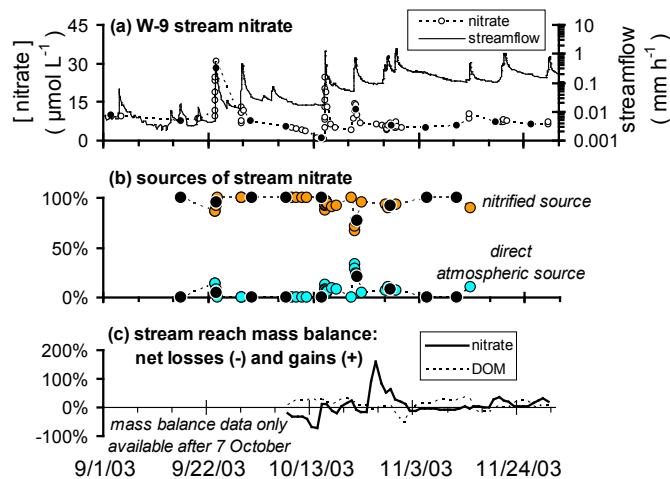 (a) W-9 stream nitrate
nitrate
streamflow
[ nitrate ]
( µmol L⁻¹ )
45
30
15
0
10
1
0.1
0.01
0.001
streamflow
( mm h⁻¹ )
(b) sources of stream nitrate
100%
50%
0%
nitrified source
direct
atmospheric source
(c) stream reach mass balance:
net losses (-) and gains (+)
nitrate
DOM
200%
100%
0%
-100%
mass balance data only
available after 7 October
9/1/03 9/22/03 10/13/03 11/3/03 11/24/03